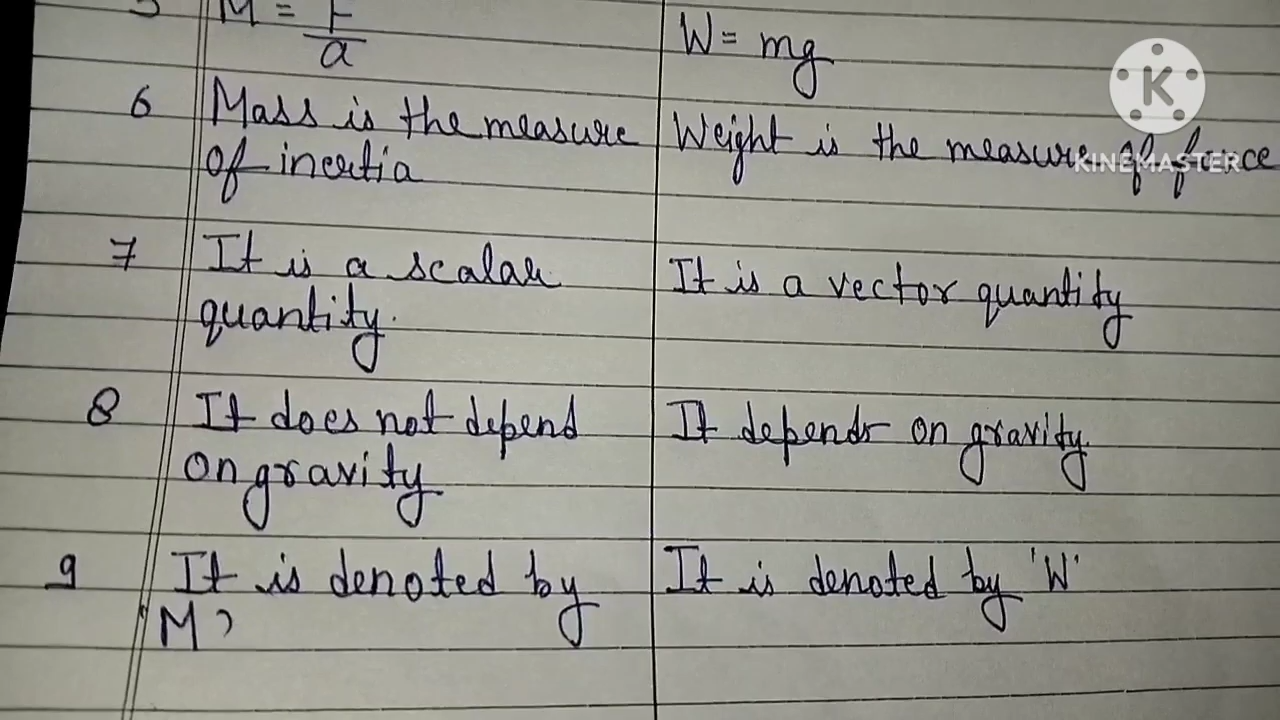 5 M = F/a W = mg
6 Mass is the measure Weight is the measure of force
of inertia
7 It is a scalar It is a vector quantity
quantity.
8 It does not depend It depends on gravity.
on gravity
9 It is denoted by It is denoted by 'W'
'M'
K
KINEMASTER